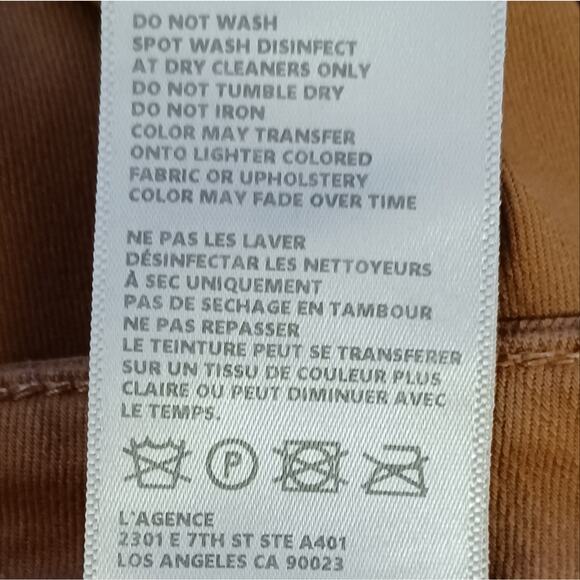 DO NOT WASH
SPOT WASH DISINFECT
AT DRY CLEANERS ONLY
DO NOT TUMBLE DRY
DO NOT IRON
COLOR MAY TRANSFER
ONTO LIGHTER COLORED
FABRIC OR UPHOLSTERY
COLOR MAY FADE OVER TIME
NE PAS LES LAVER
DÉSINFECTAR LES NETTOYEURS
À SEC UNIQUEMENT
PAS DE SECHAGE EN TAMBOUR
NE PAS REPASSER
LE TEINTURE PEUT SE TRANSFERER
SUR UN TISSU DE COULEUR PLUS
CLAIRE OU PEUT DIMINUER AVEC
LE TEMPS.
P
L'AGENCE
2301 E 7TH ST STE A401
LOS ANGELES CA 90023